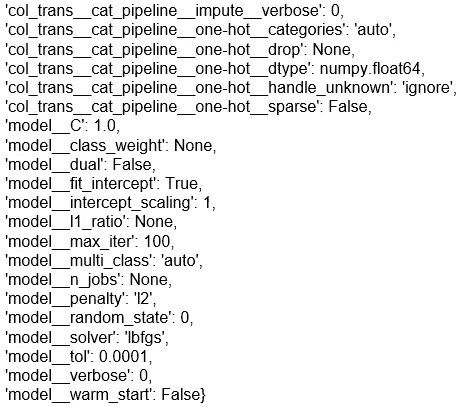 'col_trans__cat_pipeline__impute__verbose': 0,
'col_trans__cat_pipeline__one-hot__categories': 'auto',
'col_trans__cat_pipeline__one-hot__drop': None,
'col_trans__cat_pipeline__one-hot__dtype': numpy.float64,
'col_trans__cat_pipeline__one-hot__handle_unknown': 'ignore',
'col_trans__cat_pipeline__one-hot__sparse': False,
'model__C': 1.0,
'model__class_weight': None,
'model__dual': False,
'model__fit_intercept': True,
'model__intercept_scaling': 1,
'model__l1_ratio': None,
'model__max_iter': 100,
'model__multi_class': 'auto',
'model__n_jobs': None,
'model__penalty': 'l2',
'model__random_state': 0,
'model__solver': 'lbfgs',
'model__tol': 0.0001,
'model__verbose': 0,
'model__warm_start': False}